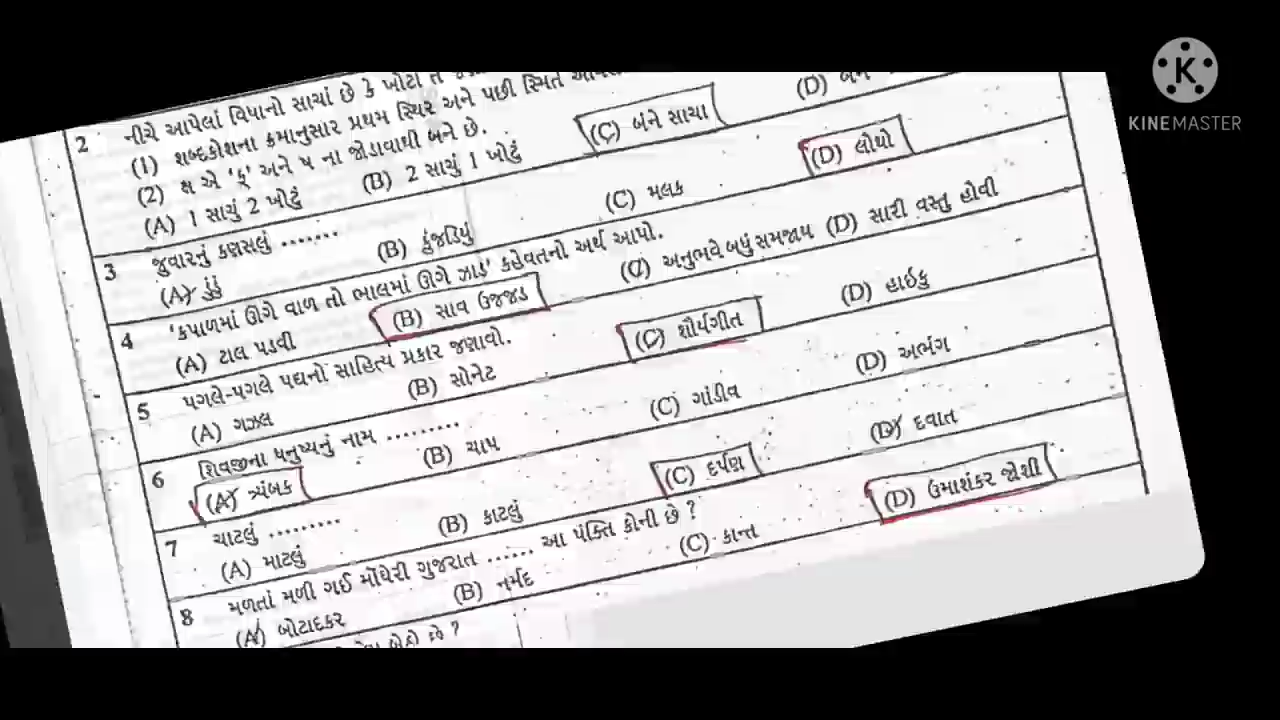 2 નીચે આપેલાં વિધાનો સાચાં છે કે ખોટાં તે
(1) શબ્દકોશના ક્રમાનુસાર પ્રથમ સ્થિર અને પછી સ્મિત
(2) ક્ષ એ 'ક્' અને ષ ના જોડાવાથી બને છે.
(A) 1 સાચું 2 ખોટું (B) 2 સાચું 1 ખોટું (C) બંને સાચા (D) બંને
3 જુવારનું કણસલું .......
(A) ડુંડું (B) કુંજડિયું (C) મલક (D) લોથો
4 'કપાળમાં ઊગે વાળ તો ભાલમાં ઊગે ઝાડ' કહેવતનો અર્થ આપો.
(A) ટાલ પડવી (B) સાવ ઉજ્જડ (C) અનુભવે બધું સમજાય (D) સારી વસ્તુ હોવી
5 પગલે-પગલે પદ્યનો સાહિત્ય પ્રકાર જણાવો.
(A) ગઝલ (B) સોનેટ (C) શૌર્યગીત (D) હાઈકુ
6 શિવજીના ધનુષ્યનું નામ .........
(A) ત્ર્યંબક (B) ચાપ (C) ગાંડીવ (D) અભંગ
7 ચાટલું ........
(A) માટલું (B) કાટલું (C) દર્પણ (D) દવાત
8 મળતાં મળી ગઈ મોંઘેરી ગુજરાત ...... આ પંક્તિ કોની છે ?
(A) બોટાદકર (B) નર્મદ (C) કાન્ત (D) ઉમાશંકર જોશી
K
KINEMASTER